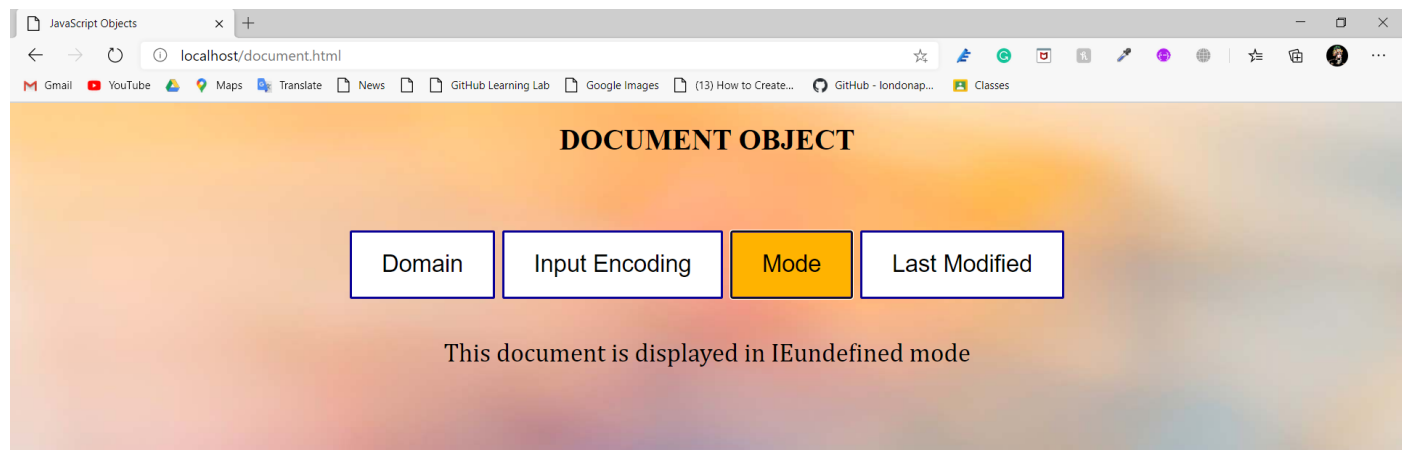 JavaScript Objects
localhost/document.html
Gmail YouTube Maps Translate News GitHub Learning Lab Google Images (13) How to Create... GitHub - londonap... Classes
DOCUMENT OBJECT
Domain Input Encoding Mode Last Modified
This document is displayed in IEundefined mode